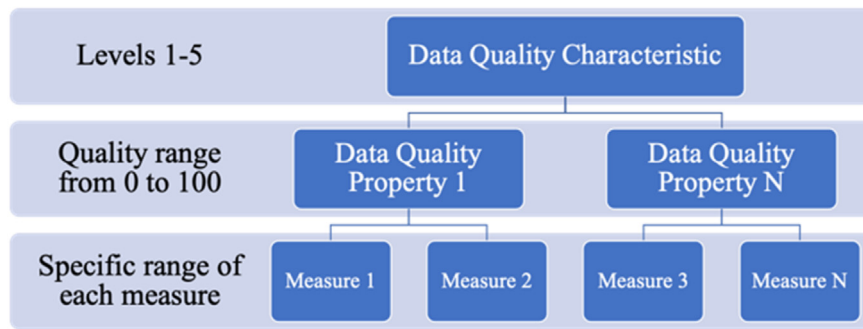 Levels 1-5
Data Quality Characteristic
Quality range
from 0 to 100
Data Quality
Property 1
Data Quality
Property N
Specific range of
each measure
Measure 1
Measure 2
Measure 3
Measure N